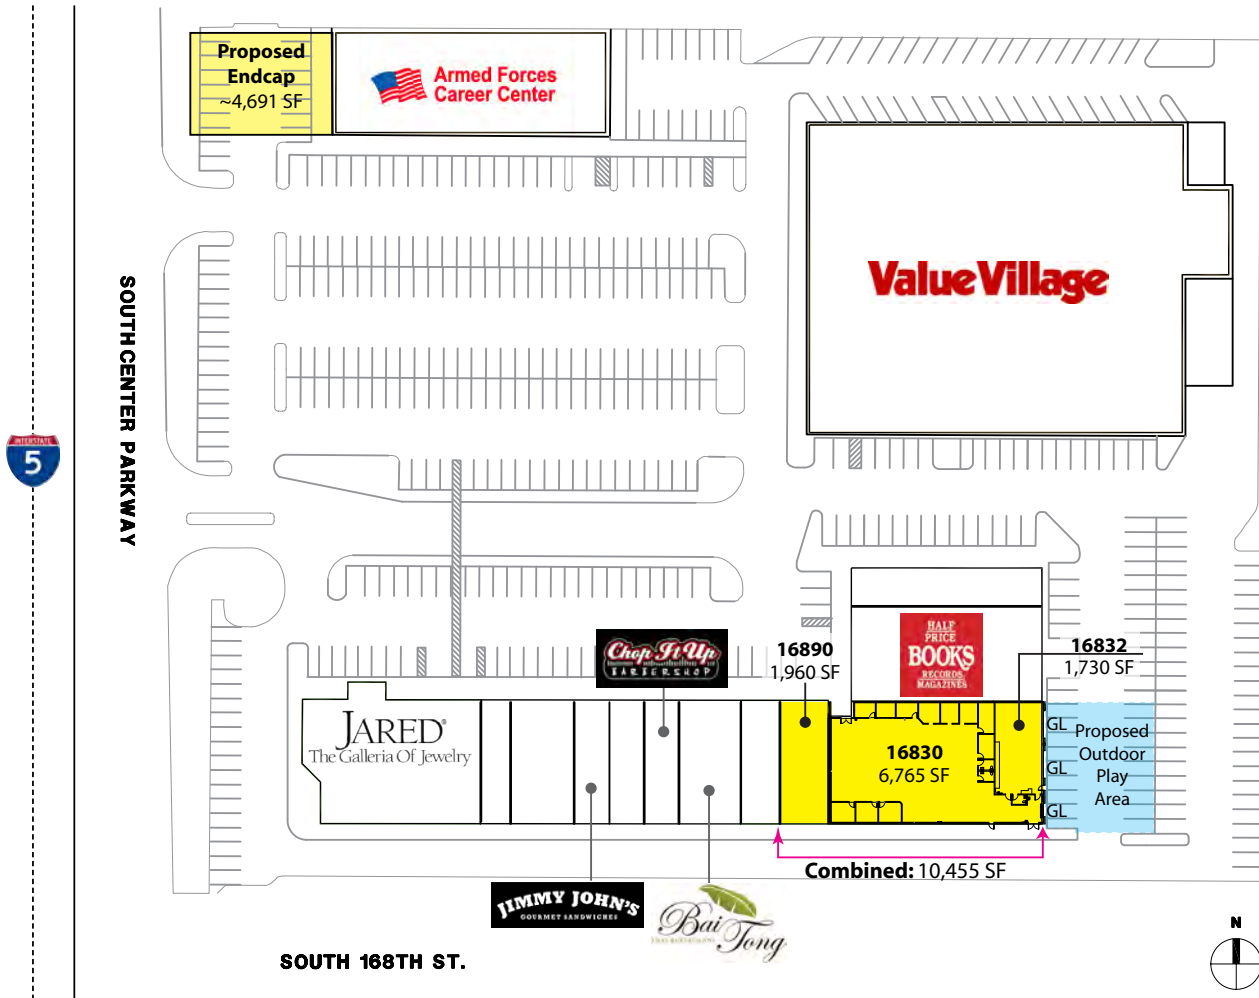 Proposed
Endcap
~4,691 SF
Armed Forces
Career Center
Value Village
SOUTHCENTER PARKWAY
INTERSTATE
5
Chop It Up
BARBERSHOP
16890
1,960 SF
HALF
PRICE
BOOKS
RECORDS
MAGAZINES
16832
1,730 SF
JARED®
The Galleria Of Jewelry
16830
6,765 SF
GL
GL
GL
Proposed
Outdoor
Play
Area
Combined: 10,455 SF
JIMMY JOHN'S
GOURMET SANDWICHES
Bai
Tong
SOUTH 168TH ST.
N